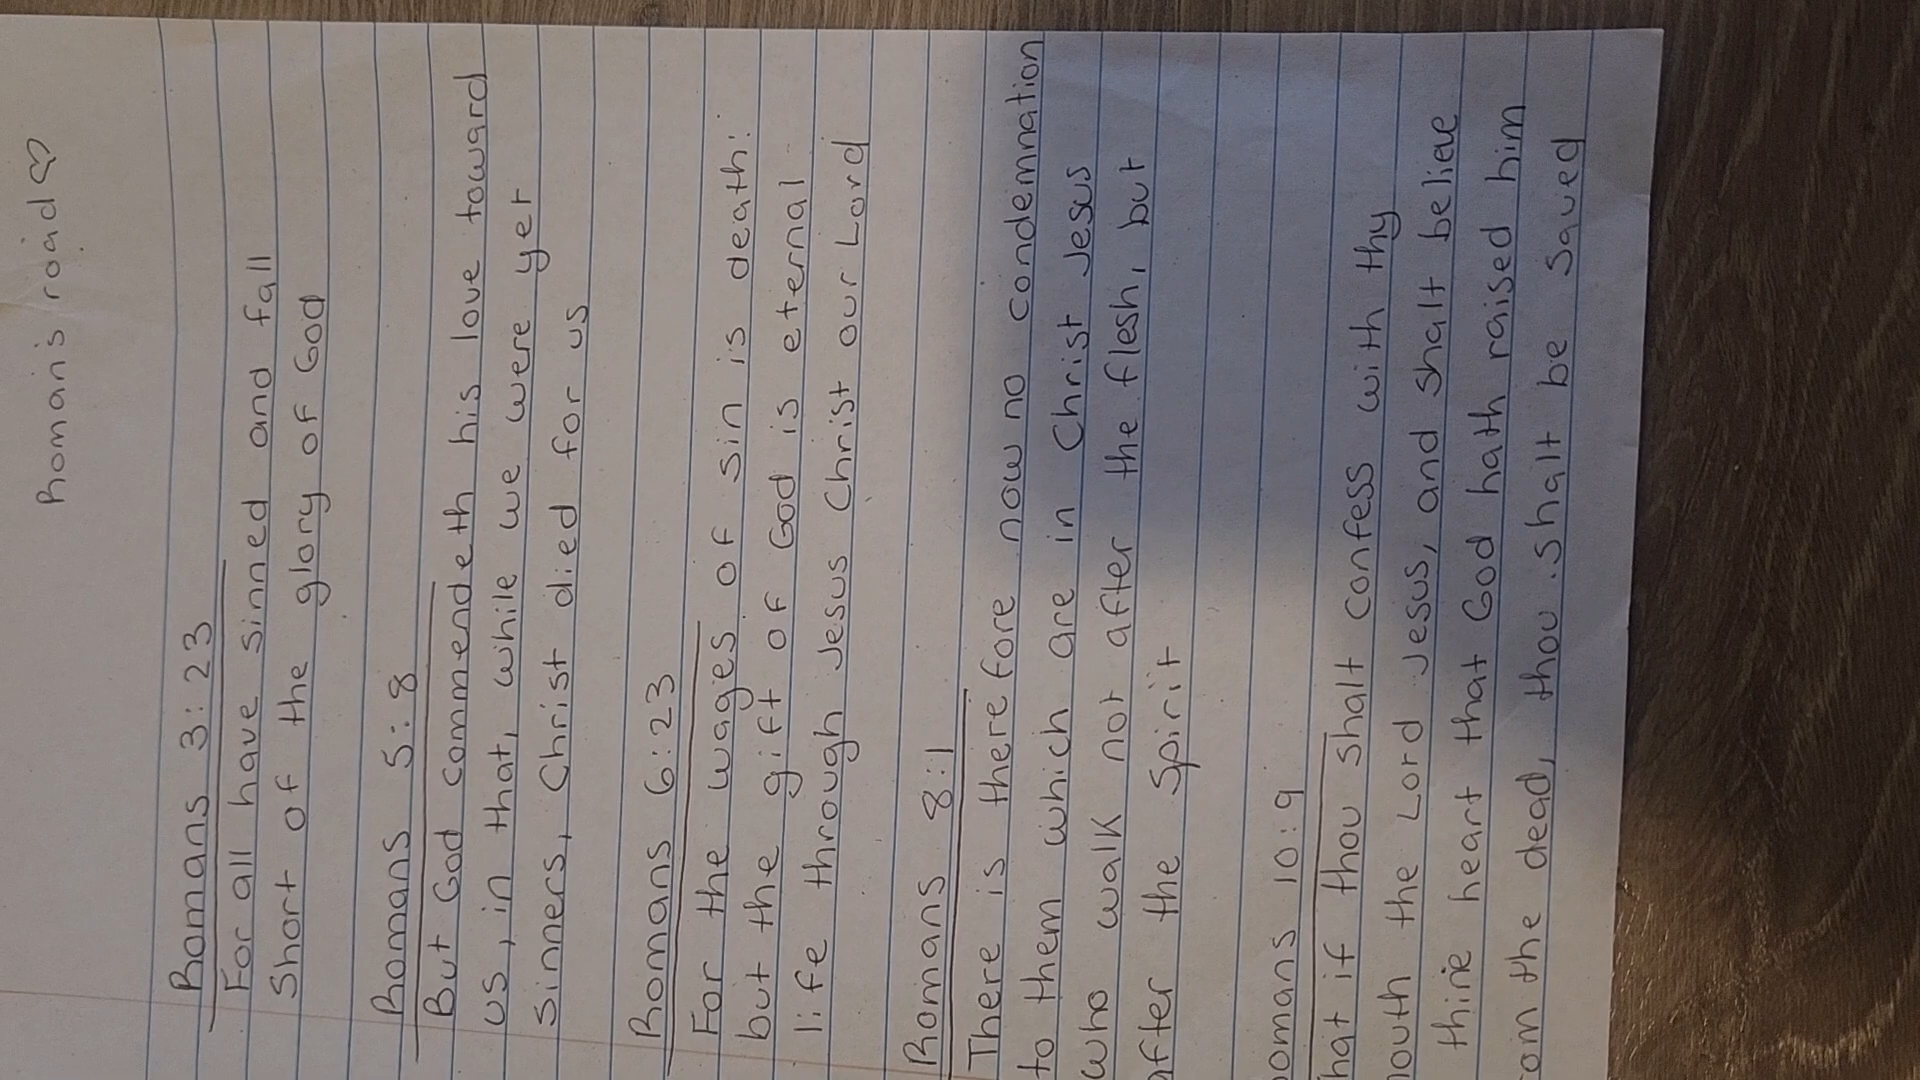 Roman's road ♡
Romans 3:23
For all have sinned and fall
short of the glory of God
Romans 5:8
But God commendeth his love toward
us, in that, while we were yet
sinners, Christ died for us
Romans 6:23
For the wages of sin is death:
but the gift of God is eternal
life through Jesus Christ our Lord
Romans 8:1
There is therefore now no condemnation
to them which are in Christ Jesus
who walk not after the flesh, but
after the Spirit
omans 10:9
hat if thou shalt confess with thy
outh the Lord Jesus, and shalt believe
thine heart that God hath raised him
om the dead, thou shalt be saved